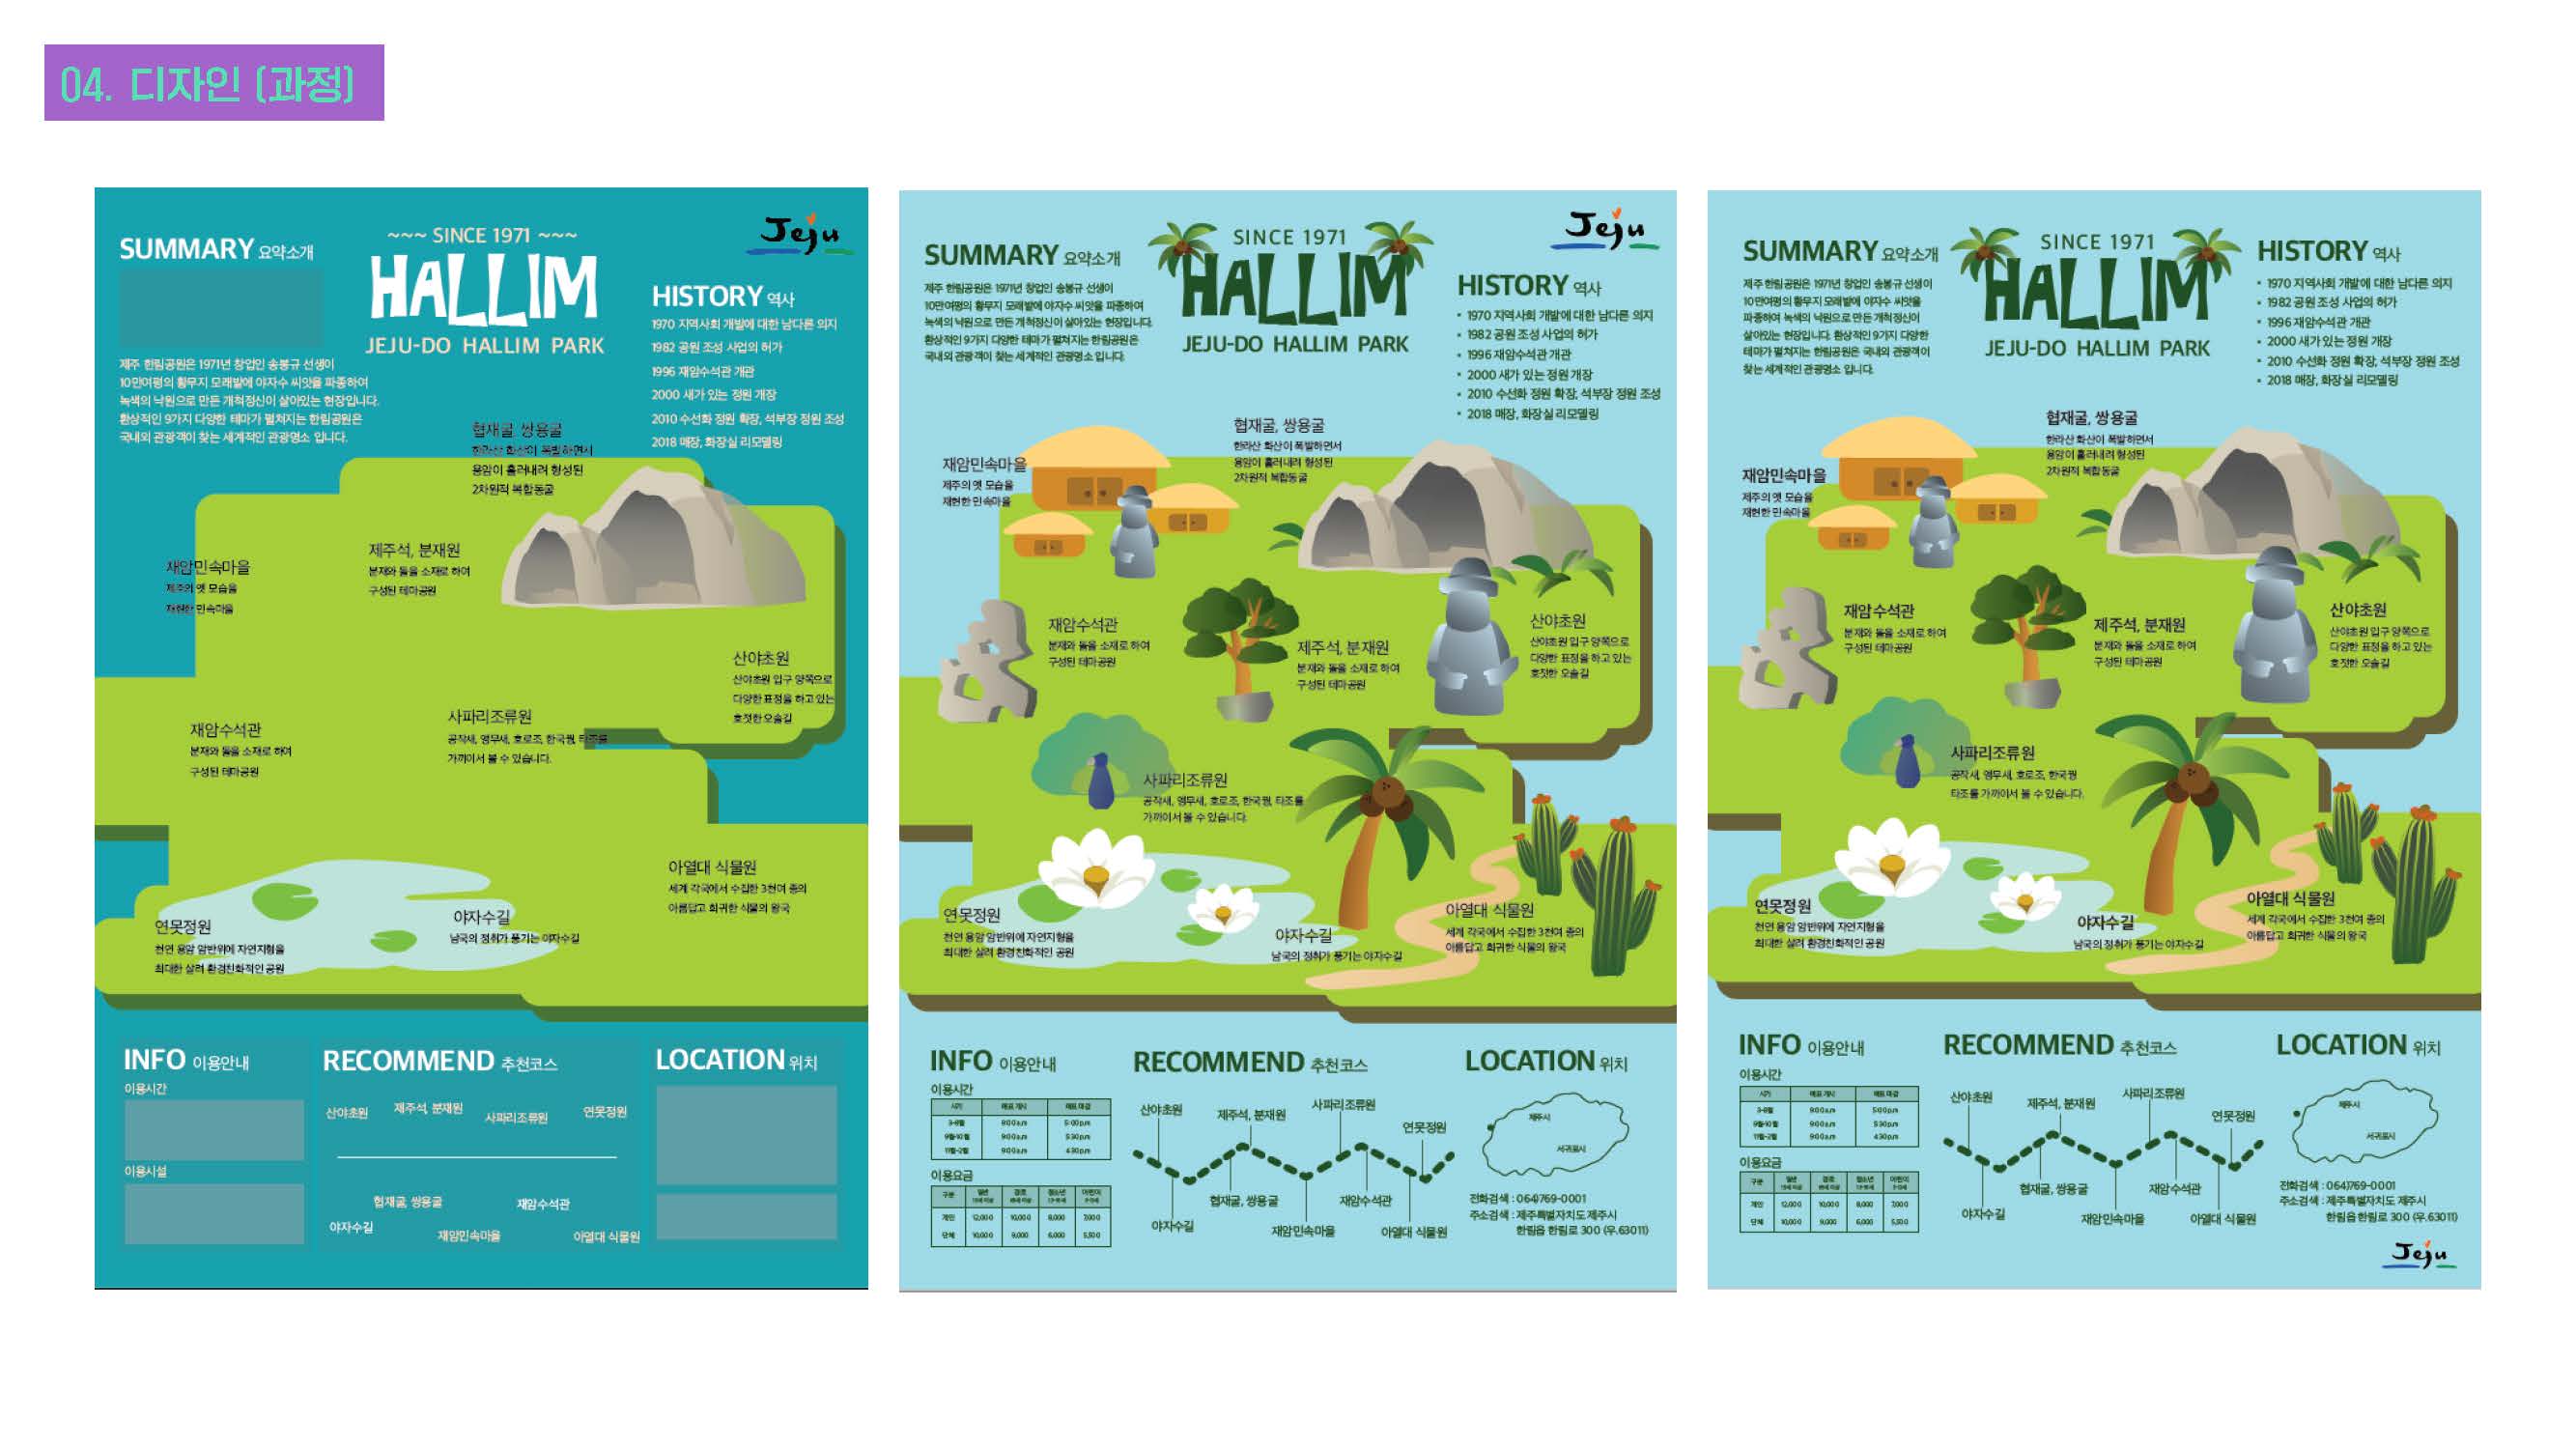 04. 디자인 (과정)
SUMMARY 요약소개
제주 한림공원은 1971년 창업인 송봉규 선생이
10만여평의 황무지 모래밭에 야자수 씨앗을 파종하여
녹색의 낙원으로 만든 개척정신이 살아있는 현장입니다.
환상적인 9가지 다양한 테마가 펼쳐지는 한림공원은
국내외 관광객이 찾는 세계적인 관광명소 입니다.
~~~ SINCE 1971 ~~~
HALLIM
JEJU-DO HALLIM PARK
Jeju
HISTORY 역사
1970 지역사회 개발에 대한 남다른 의지
1982 공원 조성 사업의 허가
1996 재암수석관 개관
2000 새가 있는 정원 개장
2010 수선화 정원 확장, 석부장 정원 조성
2018 매장, 화장실 리모델링
협재굴, 쌍용굴
한라산 화산이 폭발하면서
용암이 흘러내려 형성된
2차원적 복합동굴
제주석, 분재원
분재와 돌을 소재로 하여
구성된 테마공원
재암민속마을
제주의 옛 모습을
재현한 민속마을
산야초원
산야초원 입구 양쪽으로
다양한 표정을 하고 있는
호젓한 오솔길
재암수석관
분재와 돌을 소재로 하여
구성된 테마공원
사파리조류원
공작새, 앵무새, 호로조, 한국꿩, 타조를
가까이서 볼 수 있습니다.
아열대 식물원
세계 각국에서 수집한 3천여 종의
아름답고 희귀한 식물의 왕국
연못정원
천연 용암 암반위에 자연지형을
최대한 살려 환경친화적인 공원
야자수길
남국의 정취가 풍기는 야자수길
INFO 이용안내
이용시간
이용시설
RECOMMEND 추천코스
산야초원 제주석, 분재원 사파리조류원 연못정원
협재굴, 쌍용굴 재암수석관
야자수길 재암민속마을 아열대 식물원
LOCATION 위치
SUMMARY 요약소개
제주 한림공원은 1971년 창업인 송봉규 선생이
10만여평의 황무지 모래밭에 야자수 씨앗을 파종하여
녹색의 낙원으로 만든 개척정신이 살아있는 현장입니다.
환상적인 9가지 다양한 테마가 펼쳐지는 한림공원은
국내외 관광객이 찾는 세계적인 관광명소 입니다.
SINCE 1971
HALLIM
JEJU-DO HALLIM PARK
Jeju
HISTORY 역사
• 1970 지역사회 개발에 대한 남다른 의지
• 1982 공원 조성 사업의 허가
• 1996 재암수석관 개관
• 2000 새가 있는 정원 개장
• 2010 수선화 정원 확장, 석부장 정원 조성
• 2018 매장, 화장실 리모델링
협재굴, 쌍용굴
한라산 화산이 폭발하면서
용암이 흘러내려 형성된
2차원적 복합동굴
재암민속마을
제주의 옛 모습을
재현한 민속마을
재암수석관
분재와 돌을 소재로 하여
구성된 테마공원
제주석, 분재원
분재와 돌을 소재로 하여
구성된 테마공원
산야초원
산야초원 입구 양쪽으로
다양한 표정을 하고 있는
호젓한 오솔길
사파리조류원
공작새, 앵무새, 호로조, 한국꿩, 타조를
가까이서 볼 수 있습니다.
연못정원
천연 용암 암반위에 자연지형을
최대한 살려 환경친화적인 공원
야자수길
남국의 정취가 풍기는 야자수길
아열대 식물원
세계 각국에서 수집한 3천여 종의
아름답고 희귀한 식물의 왕국
INFO 이용안내
이용시간
시기 매표 개시 매표 마감
9:00a.m 5:00p.m
9월-10월 9:00a.m 5:30p.m
11월-2월 9:00a.m 4:30p.m
이용요금
구분 일반 경로 청소년 어린이
개인 12,000 10,000 8,000 7,000
단체 10,000 9,000 6,000 5,500
RECOMMEND 추천코스
산야초원 제주석, 분재원 사파리조류원 연못정원
야자수길 협재굴, 쌍용굴 재암민속마을 재암수석관 아열대 식물원
LOCATION 위치
제주시
서귀포시
전화검색 : 064)769-0001
주소검색 : 제주특별자치도 제주시
한림읍 한림로 300 (우.63011)
SUMMARY 요약소개
제주 한림공원은 1971년 창업인 송봉규 선생이
10만여평의 황무지 모래밭에 야자수 씨앗을
파종하여 녹색의 낙원으로 만든 개척정신이
살아있는 현장입니다. 환상적인 9가지 다양한
테마가 펼쳐지는 한림공원은 국내외 관광객이
찾는 세계적인 관광명소 입니다.
SINCE 1971
HALLIM
JEJU-DO HALLIM PARK
HISTORY 역사
• 1970 지역사회 개발에 대한 남다른 의지
• 1982 공원 조성 사업의 허가
• 1996 재암수석관 개관
• 2000 새가 있는 정원 개장
• 2010 수선화 정원 확장, 석부장 정원 조성
• 2018 매장, 화장실 리모델링
협재굴, 쌍용굴
한라산 화산이 폭발하면서
용암이 흘러내려 형성된
2차원적 복합동굴
재암민속마을
제주의 옛 모습을
재현한 민속마을
재암수석관
분재와 돌을 소재로 하여
구성된 테마공원
제주석, 분재원
분재와 돌을 소재로 하여
구성된 테마공원
산야초원
산야초원 입구 양쪽으로
다양한 표정을 하고 있는
호젓한 오솔길
사파리조류원
공작새, 앵무새, 호로조, 한국꿩
타조를 가까이서 볼 수 있습니다.
연못정원
천연 용암 암반위에 자연지형을
최대한 살려 환경친화적인 공원
야자수길
남국의 정취가 풍기는 야자수길
아열대 식물원
세계 각국에서 수집한 3천여 종의
아름답고 희귀한 식물의 왕국
INFO 이용안내
이용시간
시기 매표 개시 매표 마감
9:00a.m 5:00p.m
9월-10월 9:00a.m 5:30p.m
11월-2월 9:00a.m 4:30p.m
이용요금
구분 일반 경로 청소년 어린이
개인 12,000 10,000 8,000 7,000
단체 10,000 9,000 6,000 5,500
RECOMMEND 추천코스
산야초원 제주석, 분재원 사파리조류원 연못정원
야자수길 협재굴, 쌍용굴 재암민속마을 재암수석관 아열대 식물원
LOCATION 위치
제주시
서귀포시
전화검색 : 064)769-0001
주소검색 : 제주특별자치도 제주시
한림읍 한림로 300 (우.63011)
Jeju